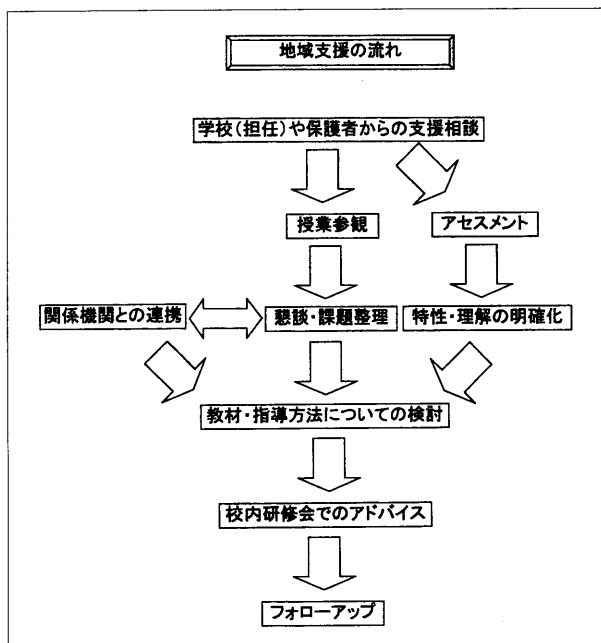 地域支援の流れ
学校(担任)や保護者からの支援相談
授業参観
アセスメント
関係機関との連携
懇談・課題整理
特性・理解の明確化
教材・指導方法についての検討
校内研修会でのアドバイス
フォローアップ